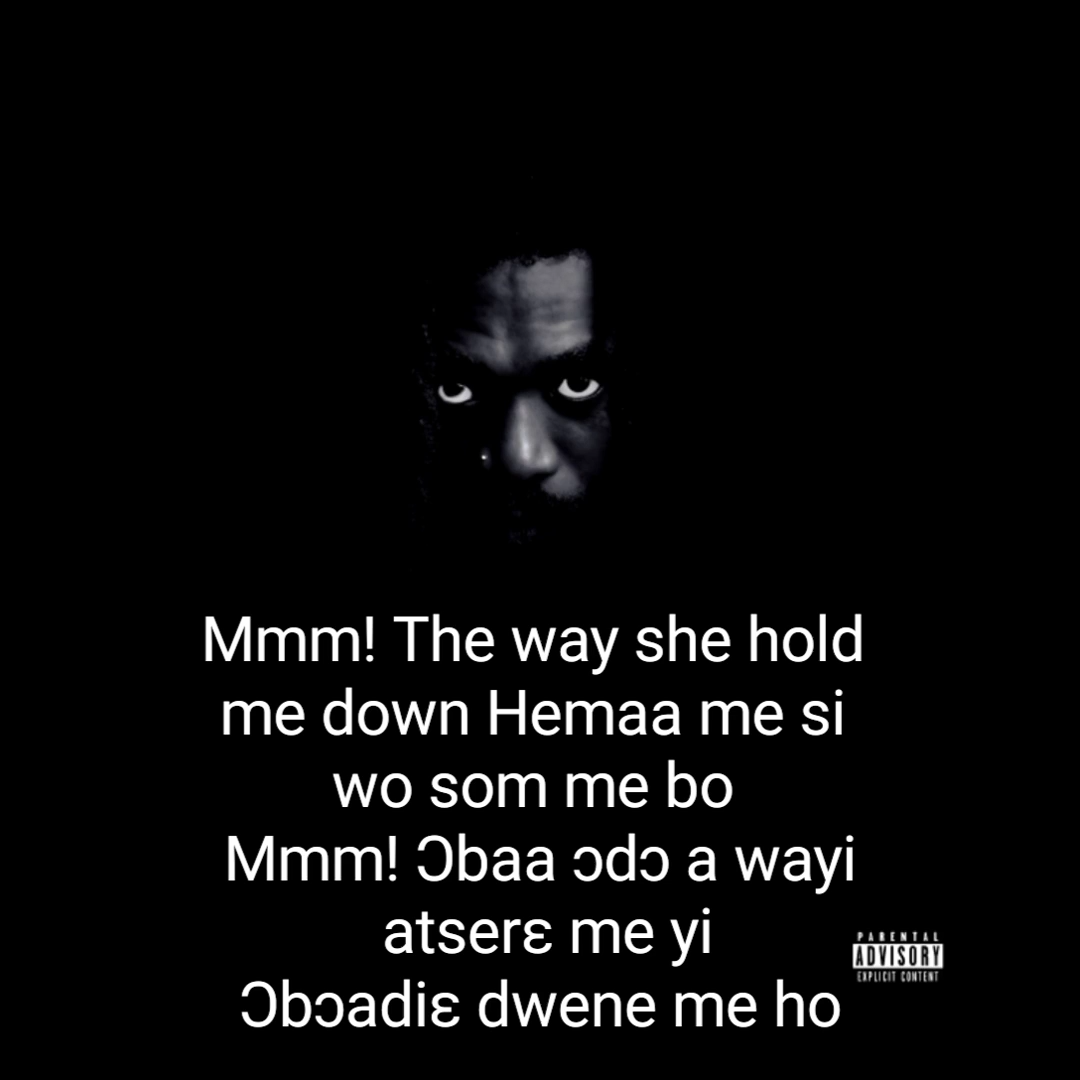 Mmm! The way she hold
me down Hemaa me si
wo som me bo
Mmm! Ɔbaa ɔdɔ a wayi
atserɛ me yi
Ɔbɔadiɛ dwene me ho
PARENTAL
ADVISORY
EXPLICIT CONTENT